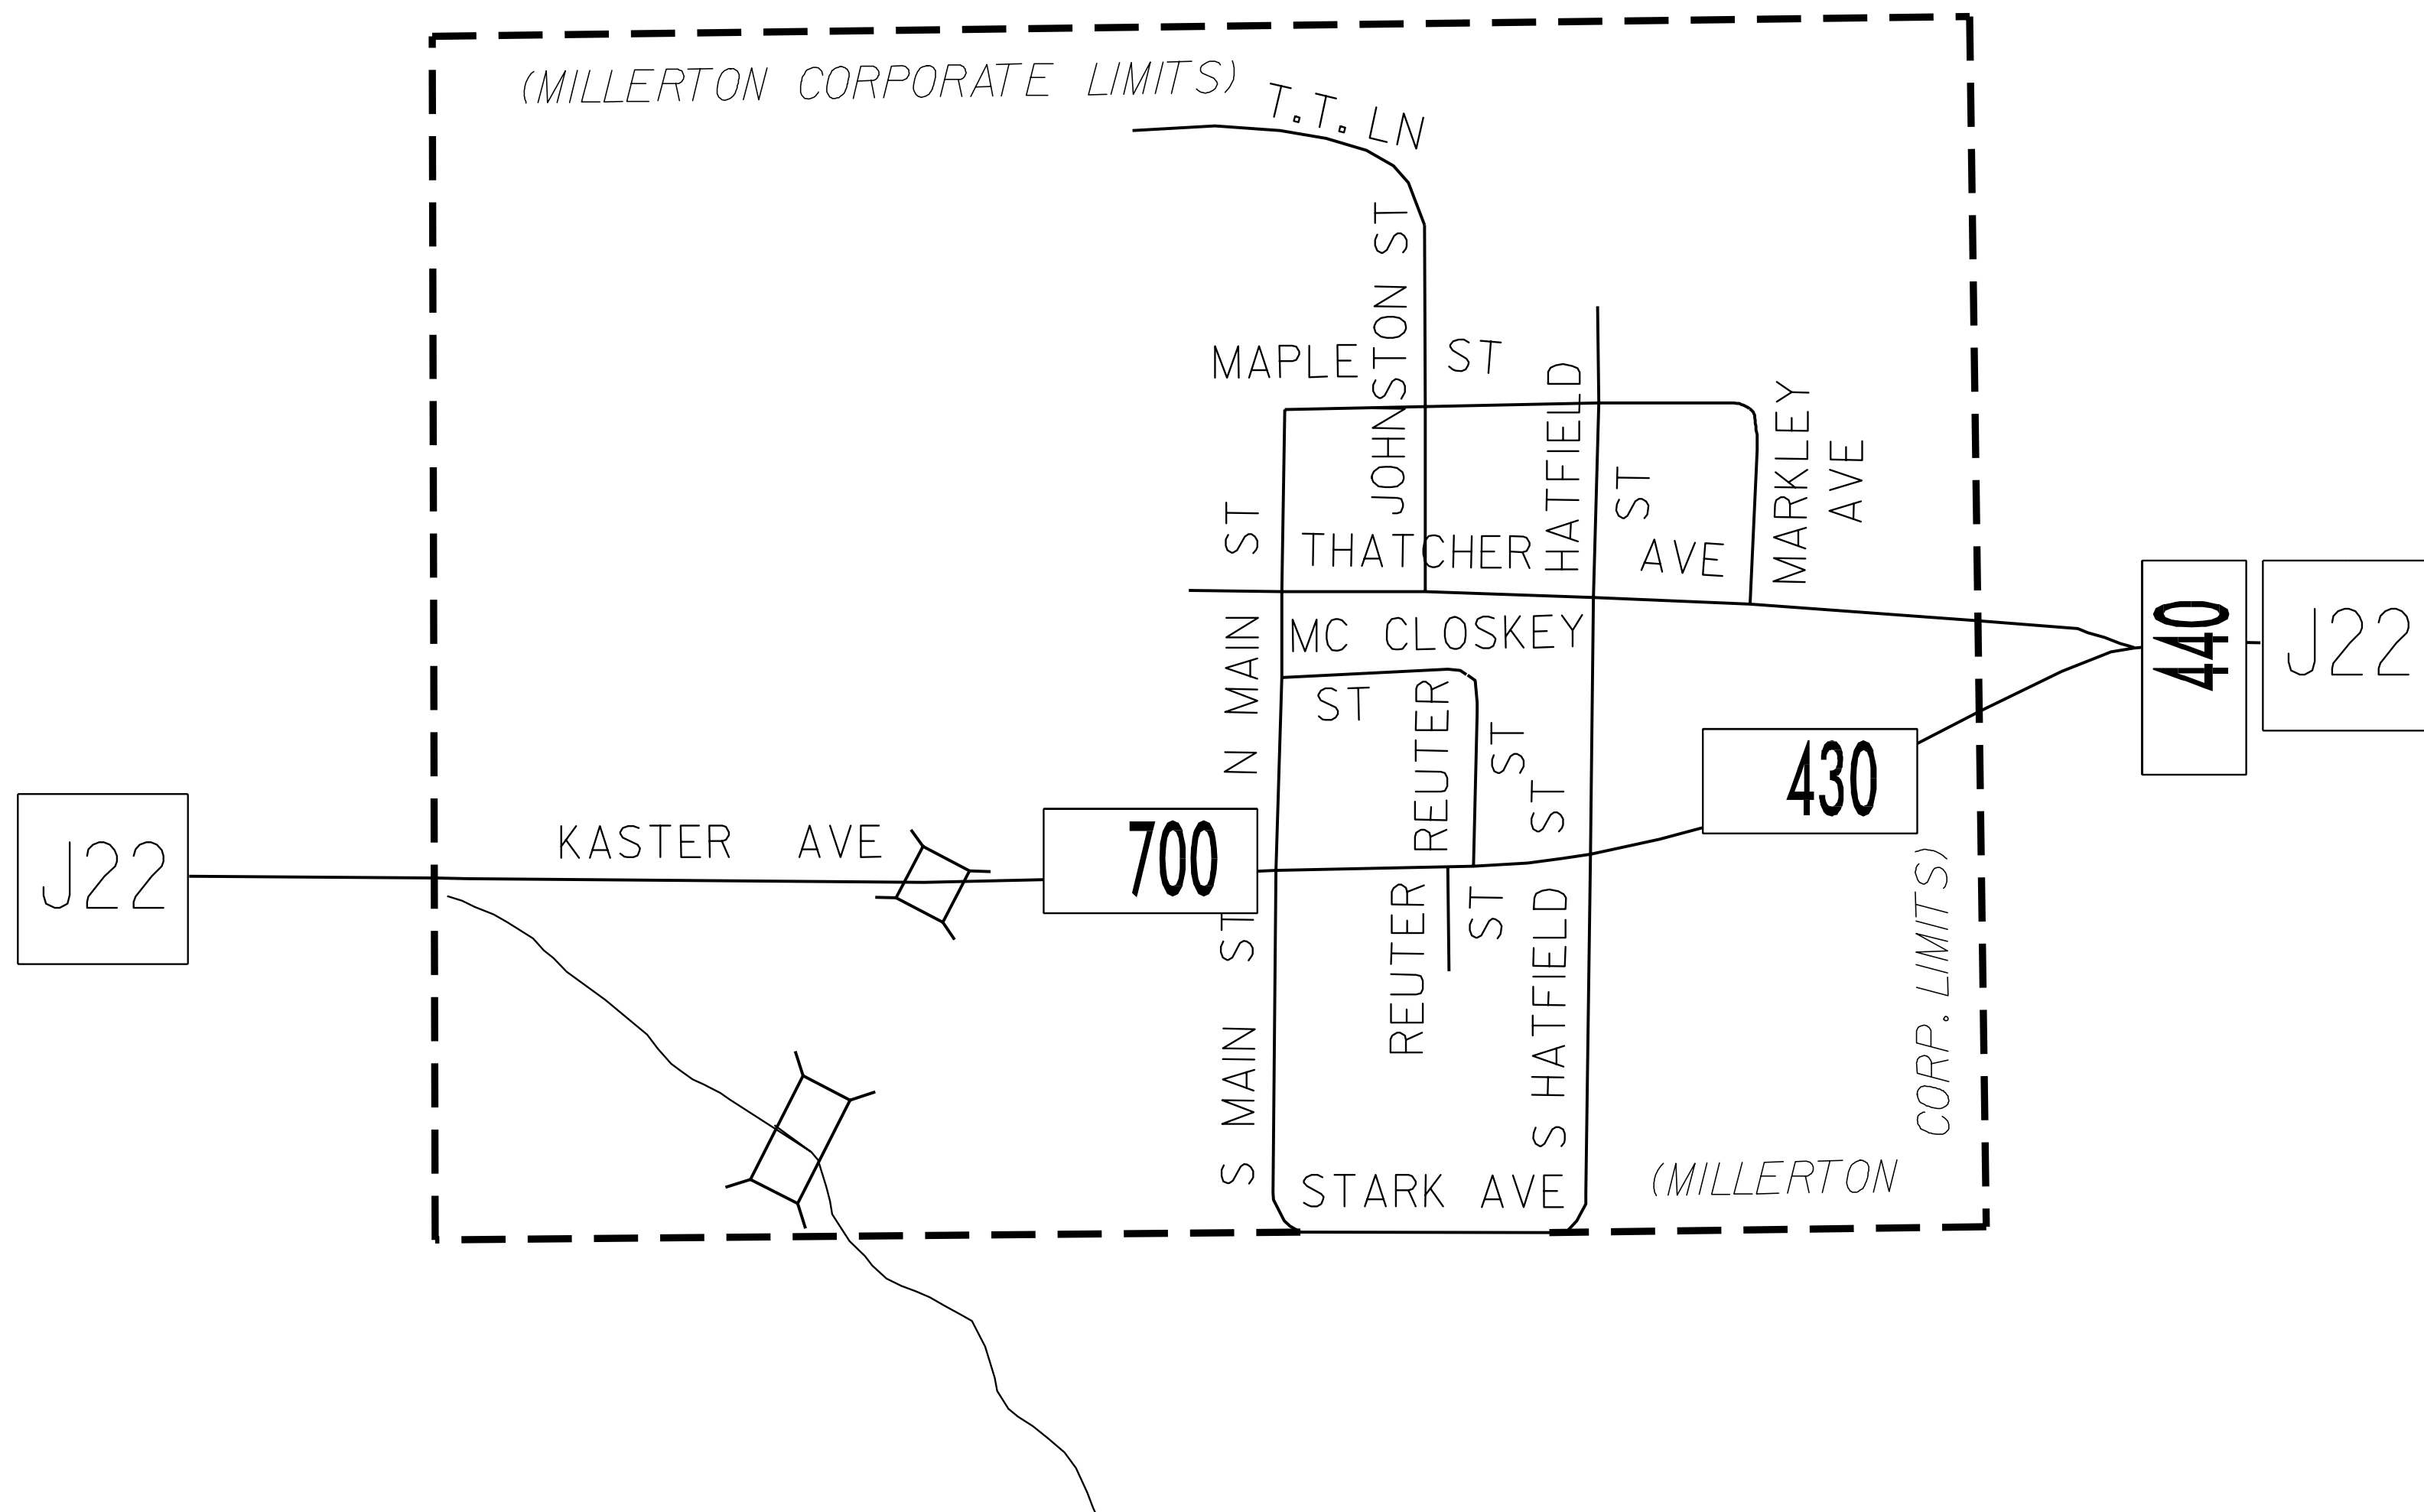 (MILLERTON CORPORATE LIMITS)
T.T. LN
JOHNSTON ST
MAPLE ST
HATFIELD
ST
MARKLEY
AVE
N MAIN ST
THATCHER AVE
MC CLOSKEY
ST
REUTER
ST
440
J22
430
J22
KASTER AVE
700
S MAIN ST
REUTER
ST
S HATFIELD ST
STARK AVE
(MILLERTON
CORP. LIMITS)